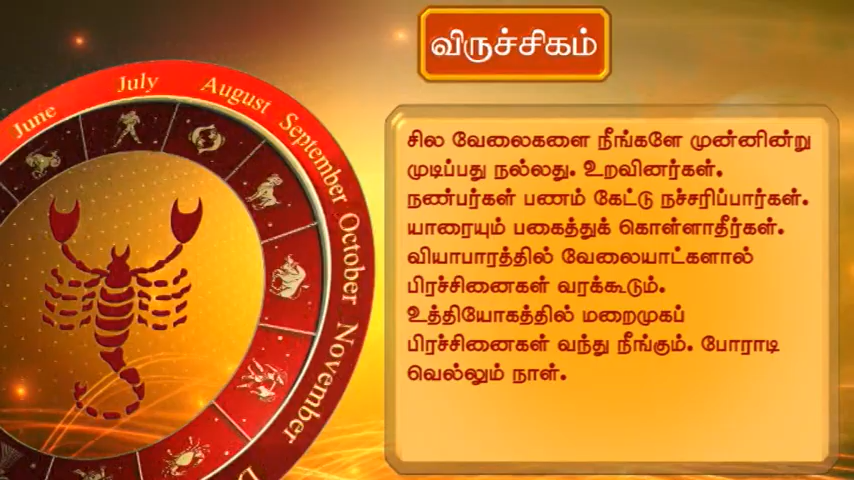 விருச்சிகம்
சில வேலைகளை நீங்களே முன்னின்று
முடிப்பது நல்லது. உறவினர்கள்,
நண்பர்கள் பணம் கேட்டு நச்சரிப்பார்கள்.
யாரையும் பகைத்துக் கொள்ளாதீர்கள்.
வியாபாரத்தில் வேலையாட்களால்
பிரச்சினைகள் வரக்கூடும்.
உத்தியோகத்தில் மறைமுகப்
பிரச்சினைகள் வந்து நீங்கும். போராடி
வெல்லும் நாள்.
June
July
August
September
October
November